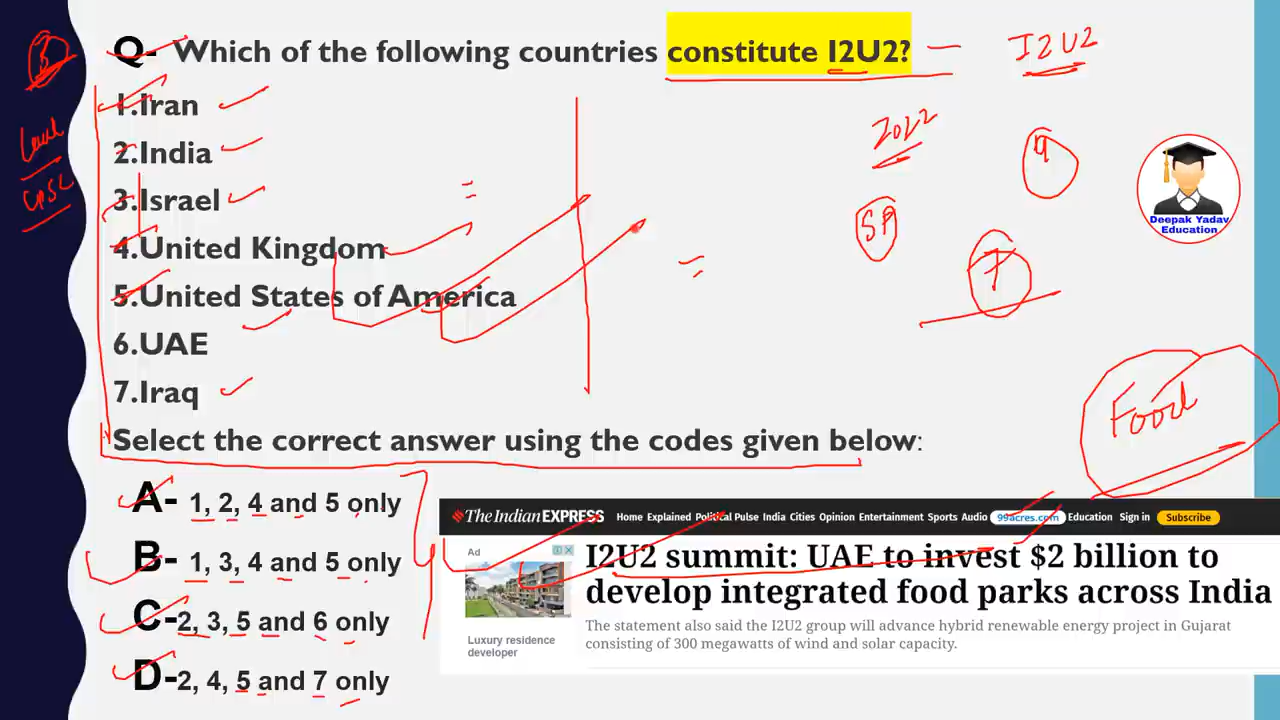 Q- Which of the following countries constitute I2U2?
I2U2
1.Iran
2022
2.India
Level
UPSC
3.Israel
Deepak Yadav
Education
4.United Kingdom
5.United States of America
6.UAE
7.Iraq
Food
Select the correct answer using the codes given below:
A- 1, 2, 4 and 5 only
B- 1, 3, 4 and 5 only
C-2, 3, 5 and 6 only
D-2, 4, 5 and 7 only
The Indian EXPRESS Home Explained Political Pulse India Cities Opinion Entertainment Sports Audio 99acres.com Education Sign in Subscribe
Ad
I2U2 summit: UAE to invest $2 billion to
develop integrated food parks across India
The statement also said the I2U2 group will advance hybrid renewable energy project in Gujarat
consisting of 300 megawatts of wind and solar capacity.
Luxury residence
developer